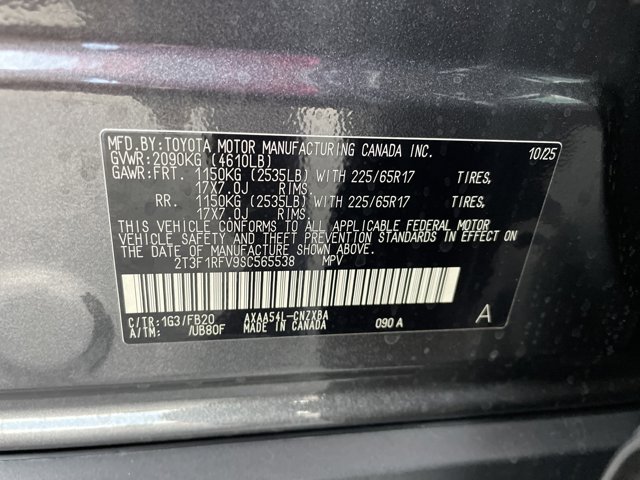 MFD.BY:TOYOTA MOTOR MANUFACTURING CANADA INC. 10/25
GVWR:2090KG (4610LB)
GAWR:FRT. 1150KG (2535LB) WITH 225/65R17 TIRES,
17X7.0J RIMS,
RR. 1150KG (2535LB) WITH 225/65R17 TIRES,
17X7.0J RIMS.
THIS VEHICLE CONFORMS TO ALL APPLICABLE FEDERAL MOTOR
VEHICLE SAFETY AND THEFT PREVENTION STANDARDS IN EFFECT ON
THE DATE OF MANUFACTURE SHOWN ABOVE.
2T3F1RFV9SC565538 MPV
C/TR:1G3/FB20 AXAA54L-CNZXBA A
A/TM: /UB80F MADE IN CANADA 090 A